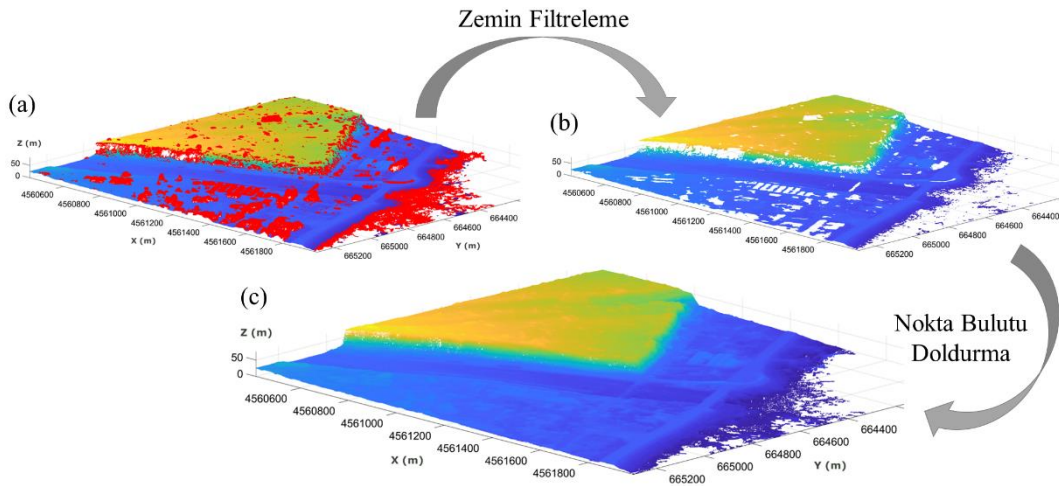 Zemin Filtreleme
(a)
Z (m)
50
0
4560600
4560800
4561000
4561200
4561400
4561600
4561800
X (m)
665200
665000
664800
664600
664400
Y (m)
(b)
Z (m)
50
0
4560600
4560800
4561000
4561200
4561400
4561600
4561800
X (m)
665200
665000
664800
664600
664400
Y (m)
(c)
Z (m)
50
0
4560600
4560800
4561000
4561200
4561400
4561600
4561800
X (m)
665200
665000
664800
664600
664400
Y (m)
Nokta Bulutu
Doldurma